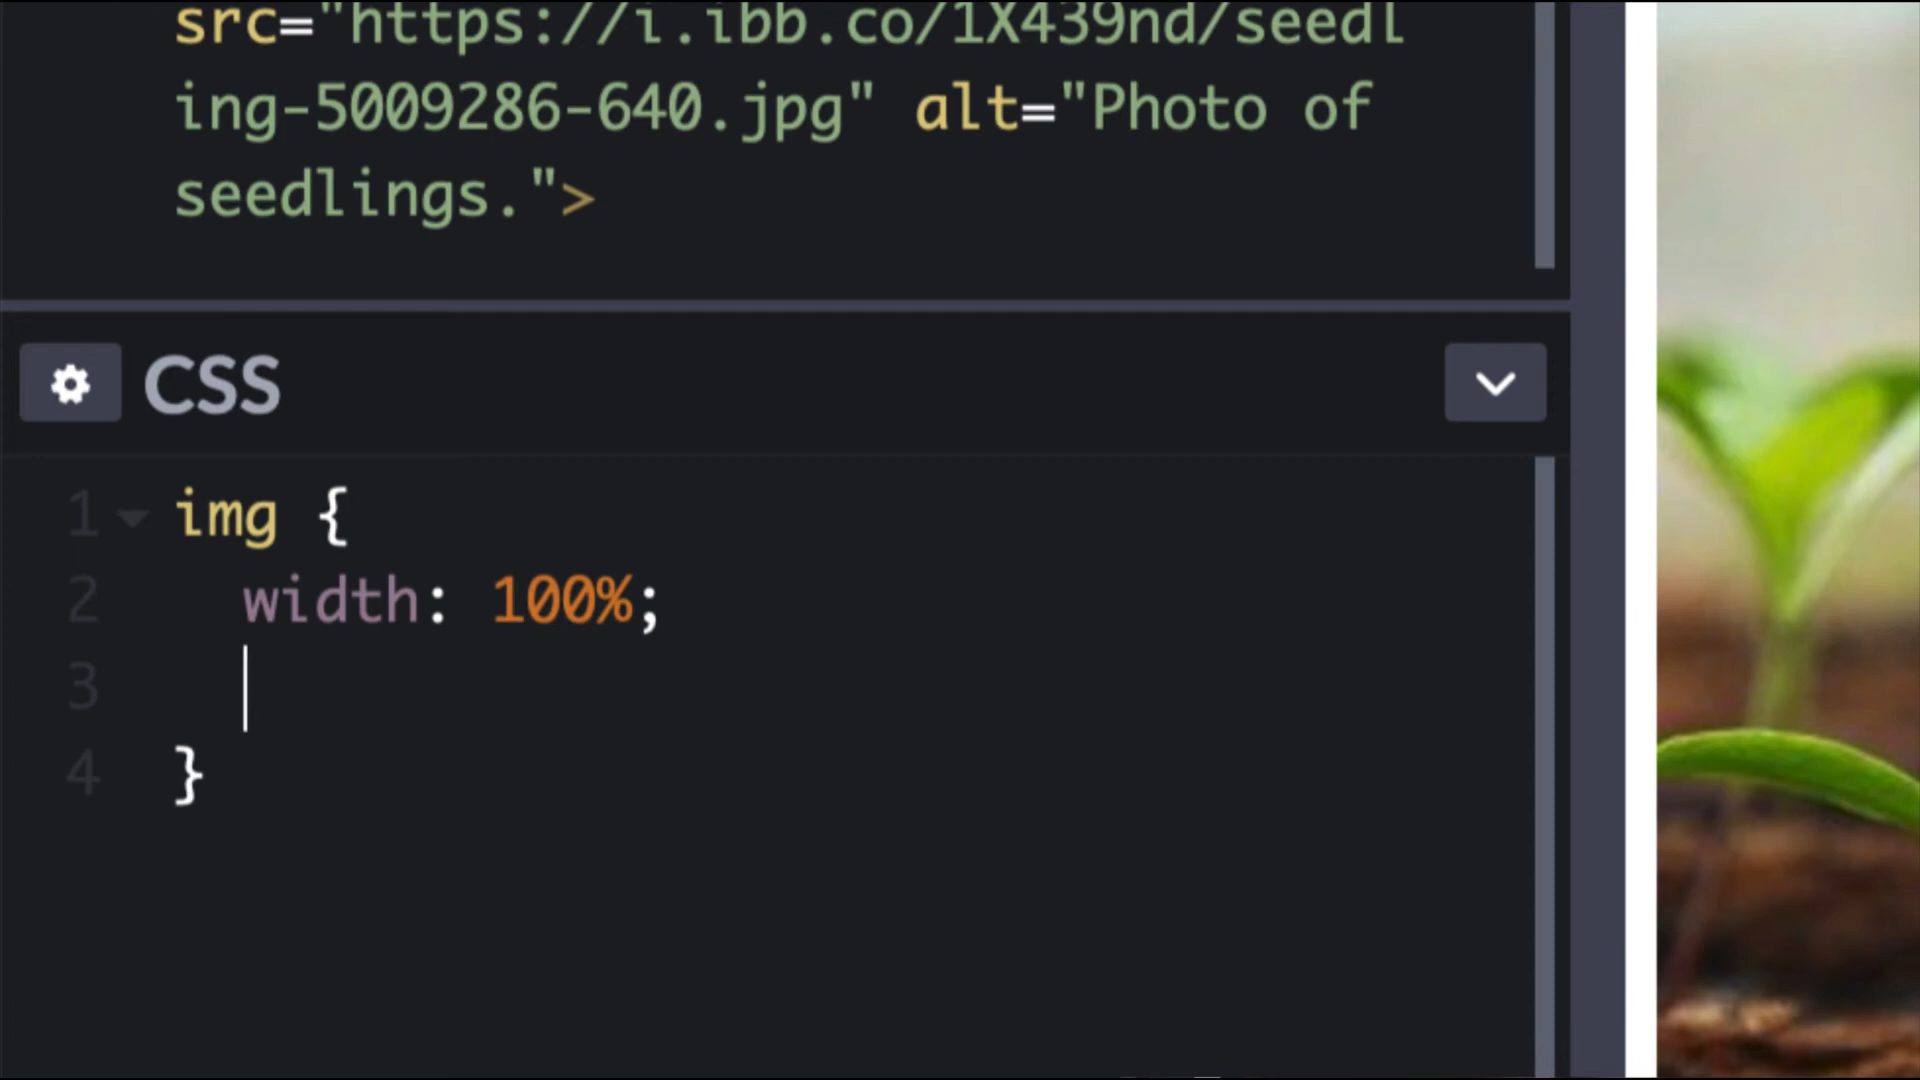 src="https://i.ibb.co/1X439nd/seedl
ing-5009286-640.jpg" alt="Photo of
seedlings.">
CSS
1 img {
2 width: 100%;
3
4 }